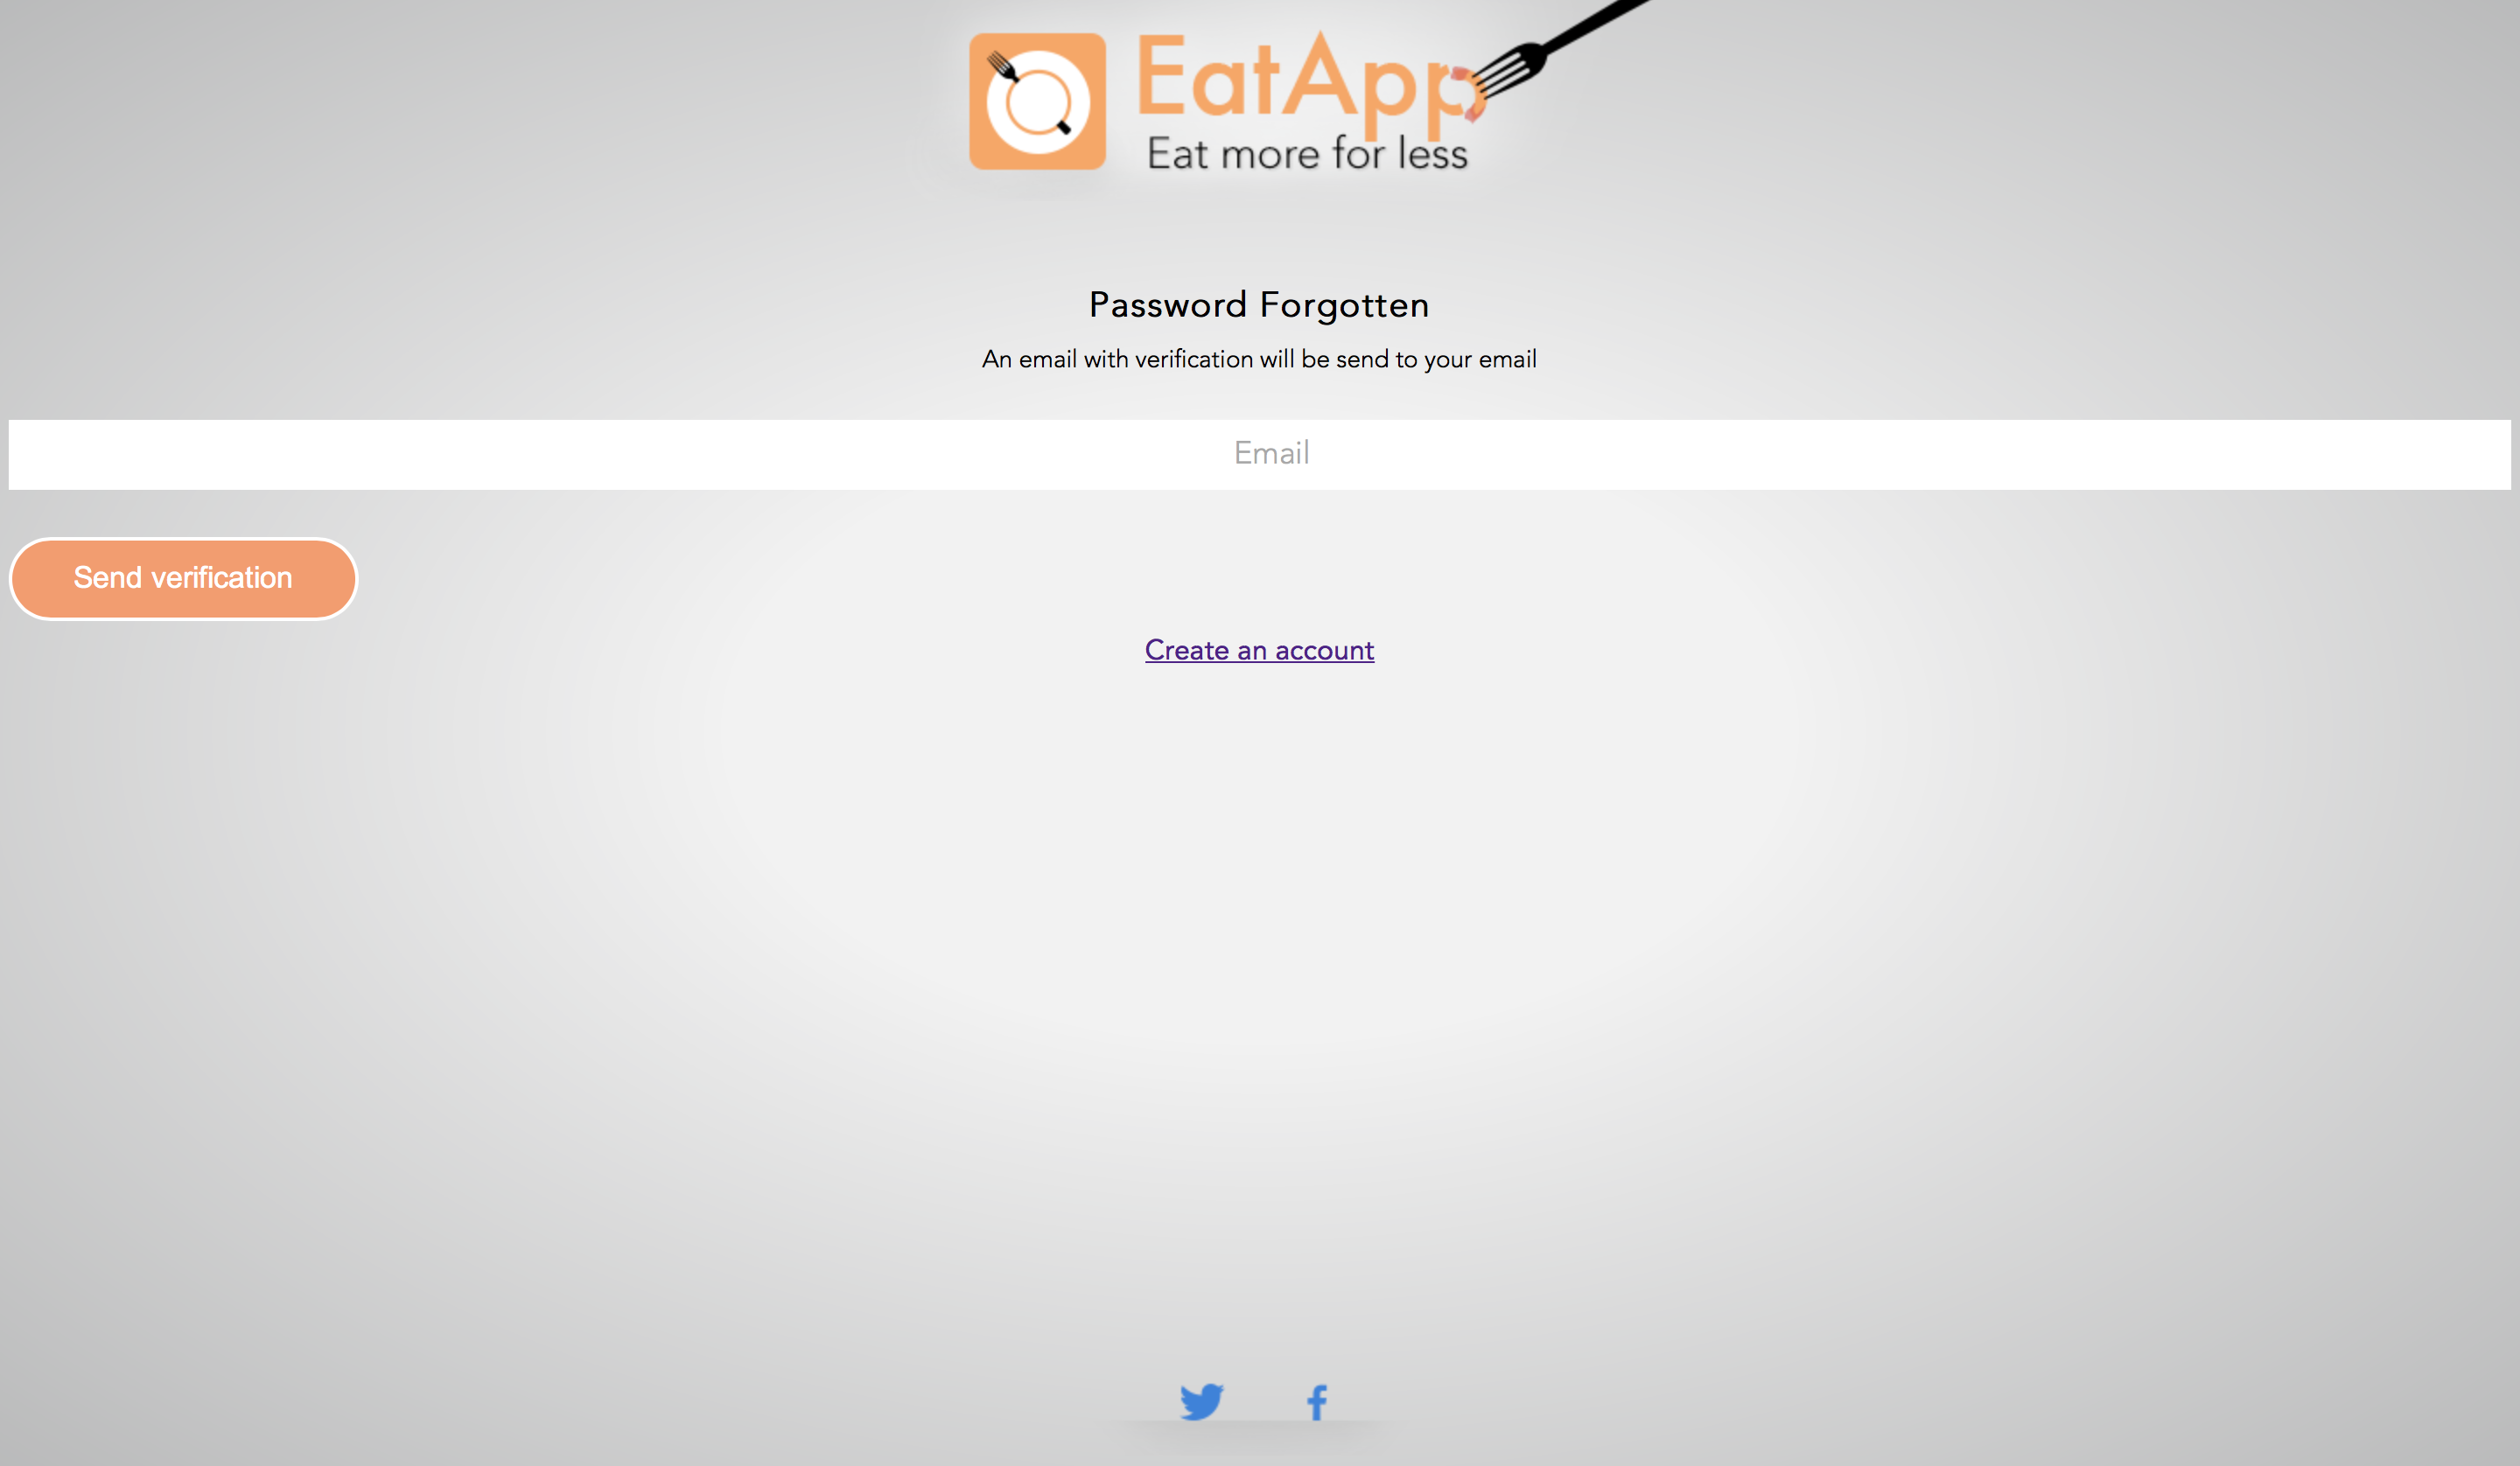 EatApp
Eat more for less
Password Forgotten
An email with verification will be send to your email
Email
Send verification
Create an account